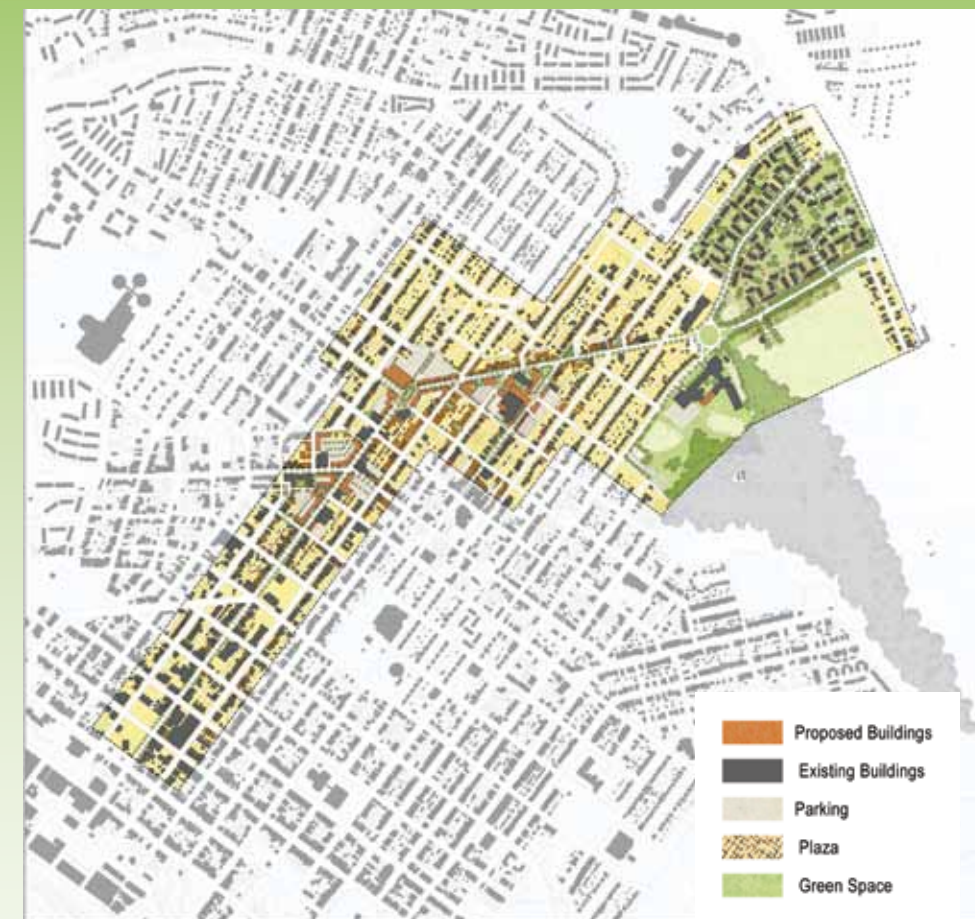 Proposed Buildings
Existing Buildings
Parking
Plaza
Green Space